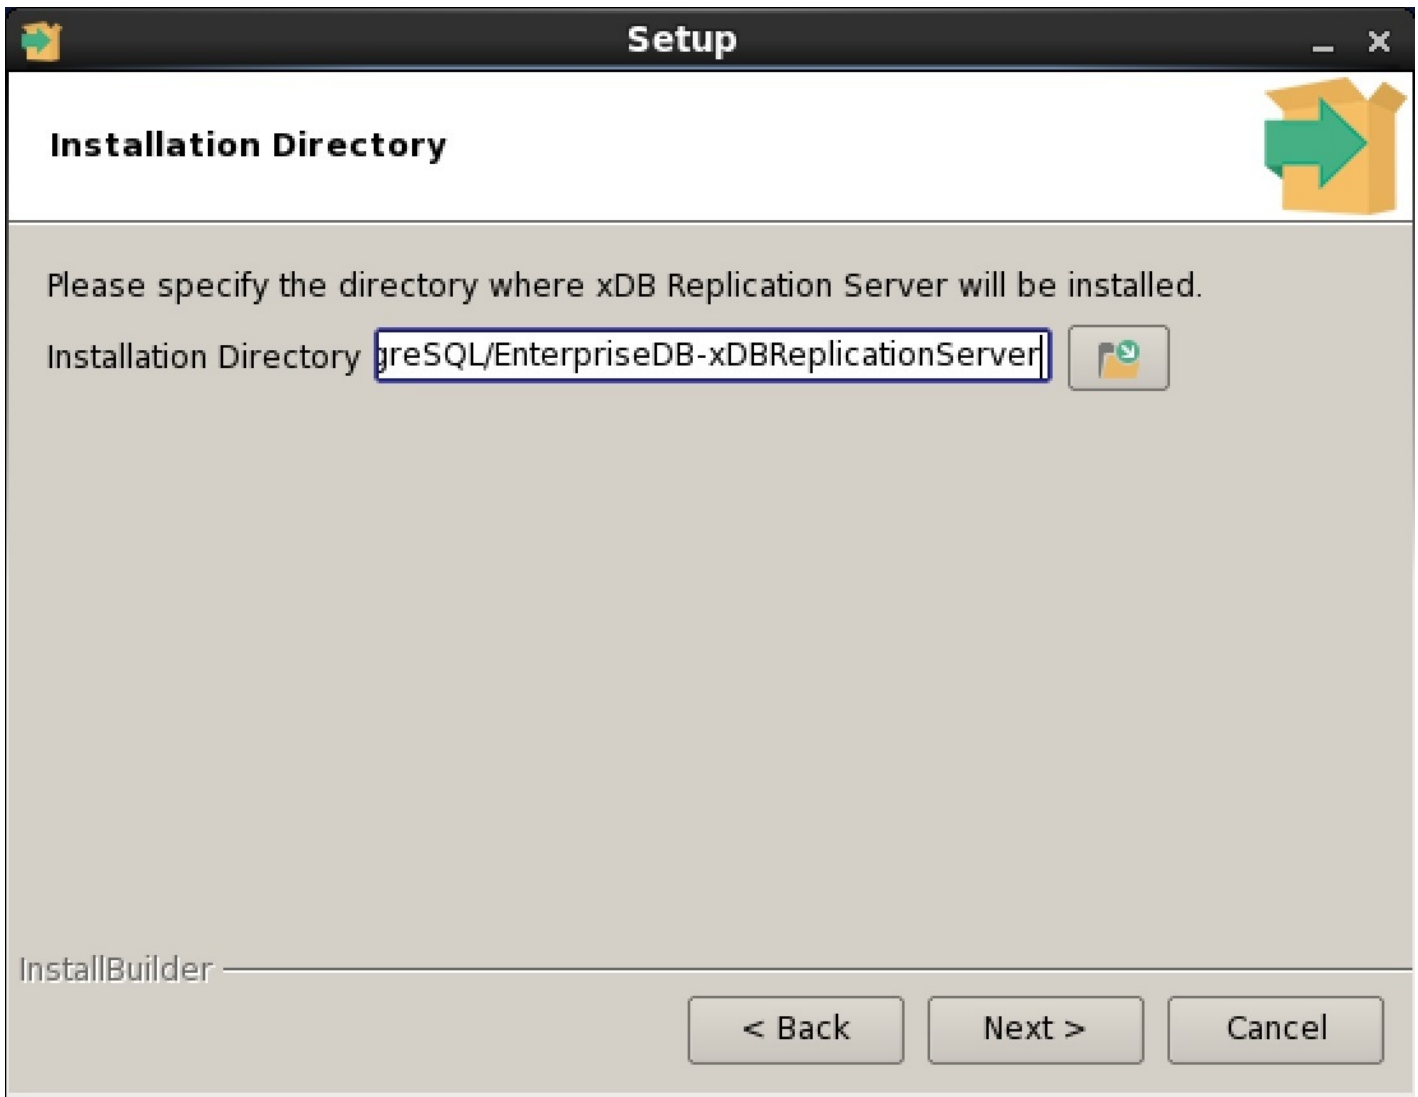 Setup
Installation Directory
Please specify the directory where xDB Replication Server will be installed.
Installation Directory greSQL/EnterpriseDB-xDBReplicationServer
InstallBuilder
< Back Next > Cancel